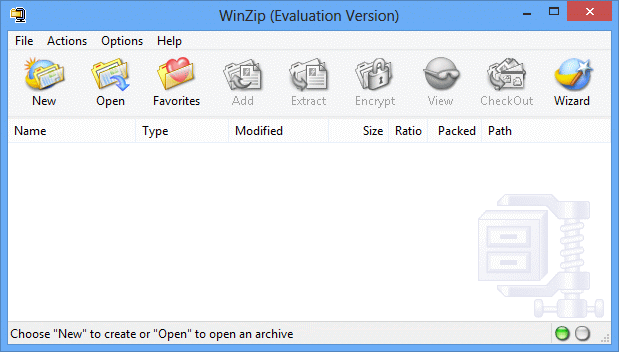 WinZip (Evaluation Version)
File Actions Options Help
New Open Favorites Add Extract Encrypt View CheckOut Wizard
Name Type Modified Size Ratio Packed Path
Choose "New" to create or "Open" to open an archive